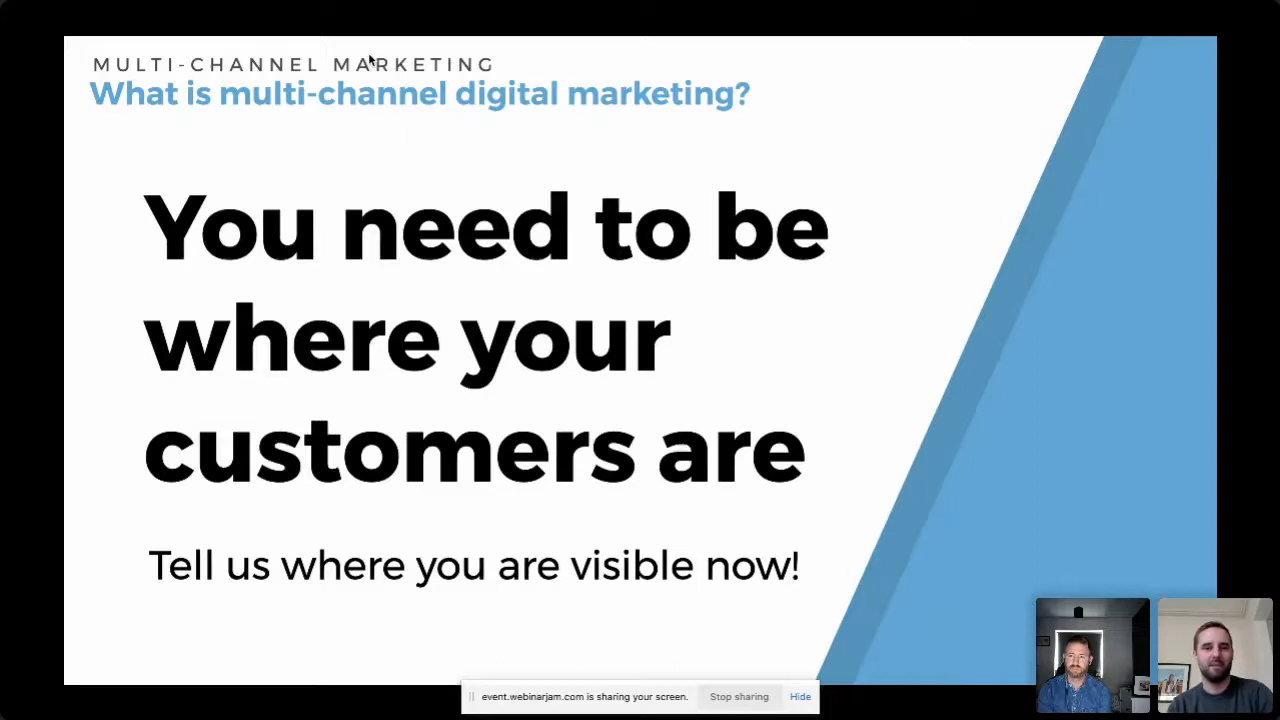 MULTI-CHANNEL MARKETING
What is multi-channel digital marketing?
You need to be
where your
customers are
Tell us where you are visible now!
event.webinarjam.com is sharing your screen. Stop sharing Hide